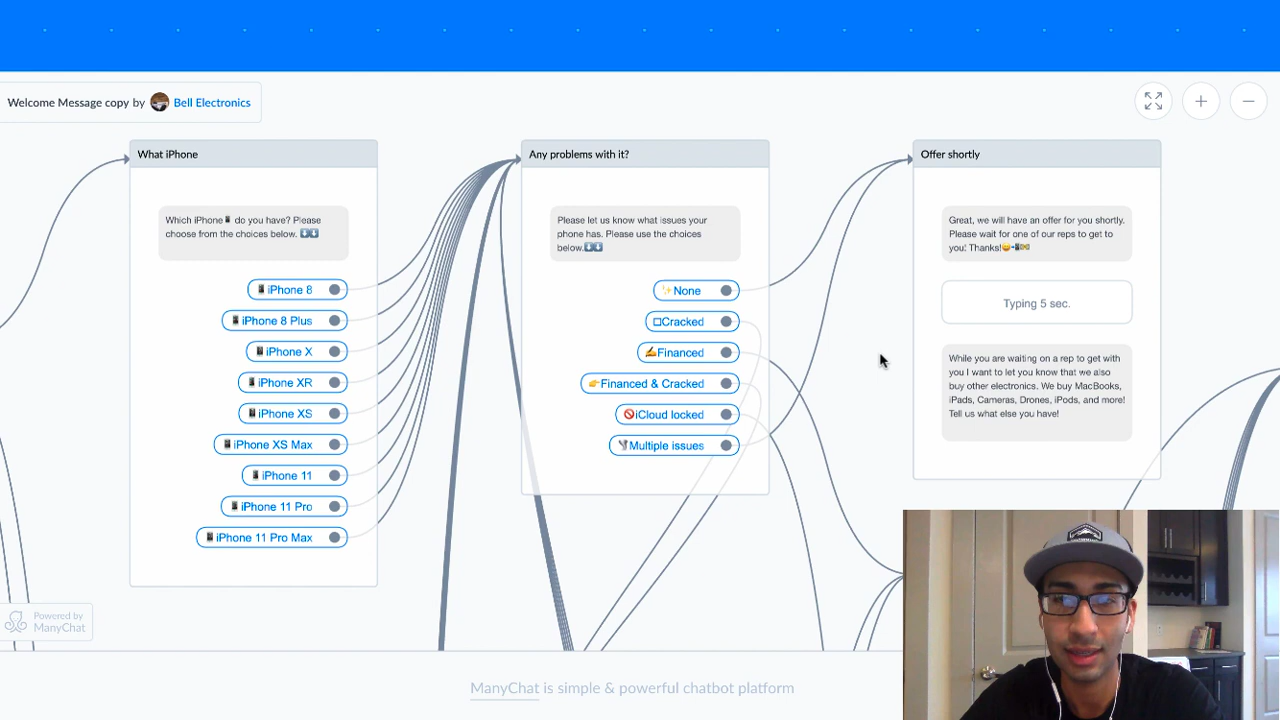 Welcome Message copy by Bell Electronics
What iPhone
Which iPhone📱 do you have? Please
choose from the choices below. ⬇️⬇️
📱iPhone 8
📱iPhone 8 Plus
📱iPhone X
📱iPhone XR
📱iPhone XS
📱iPhone XS Max
📱iPhone 11
📱iPhone 11 Pro
📱iPhone 11 Pro Max
Any problems with it?
Please let us know what issues your
phone has. Please use the choices
below.⬇️⬇️
✨None
Cracked
✍️Financed
👉Financed & Cracked
🚫iCloud locked
Multiple issues
Offer shortly
Great, we will have an offer for you shortly.
Please wait for one of our reps to get to
you! Thanks!
Typing 5 sec.
While you are waiting on a rep to get with
you I want to let you know that we also
buy other electronics. We buy MacBooks,
iPads, Cameras, Drones, iPods, and more!
Tell us what else you have!
Powered by
ManyChat
ManyChat is simple & powerful chatbot platform